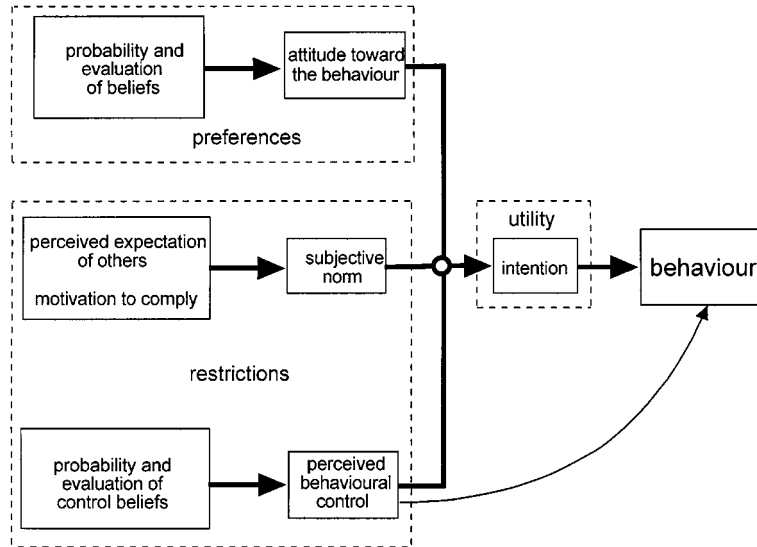 probability and
evaluation
of beliefs
attitude toward
the behaviour
preferences
perceived expectation
of others
motivation to comply
subjective
norm
restrictions
probability and
evaluation of
control beliefs
perceived
behavioural
control
utility
intention
behaviour